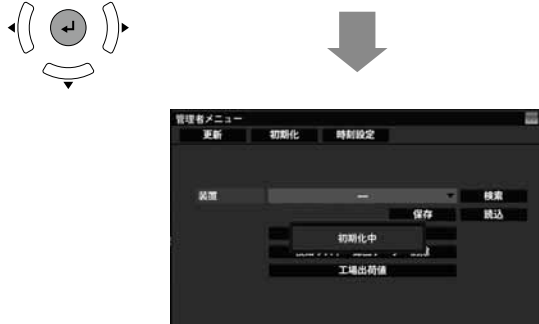 管理者メニュー
更新 初期化 時刻設定
装置 --- 検索
保存 読込
初期化中
工場出荷値